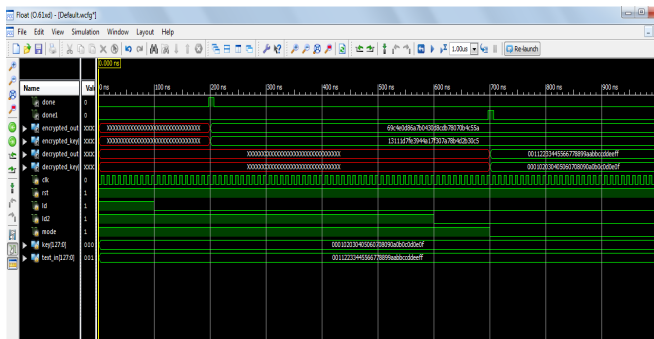 Float (O.61xd) - [Default.wcfg*]
File Edit View Simulation Window Layout Help
1.00us Re-launch
0.000 ns
Name Val 0 ns 100 ns 200 ns 300 ns 400 ns 500 ns 600 ns 700 ns 800 ns 900 ns
done 0
done1 0
encrypted_out XXX XXXXXXXXXXXXXXXXXXXXXXXXXXXXXXXX 69c4e0d86a7b0430d8cdb78070b4c55a
encrypted_key XXX XXXXXXXXXXXXXXXXXXXXXXXXXXXXXXXX 13111d7fe3944a17f307a78b4d2b30c5
decrypted_out XXX XXXXXXXXXXXXXXXXXXXXXXXXXXXXXXXX 00112233445566778899aabbccddeeff
decrypted_key XXX XXXXXXXXXXXXXXXXXXXXXXXXXXXXXXXX 000102030405060708090a0b0c0d0e0f
clk 0
rst 1
ld 1
ld2 1
mode 1
key[127:0] 000 000102030405060708090a0b0c0d0e0f
text_in[127:0] 001 00112233445566778899aabbccddeeff